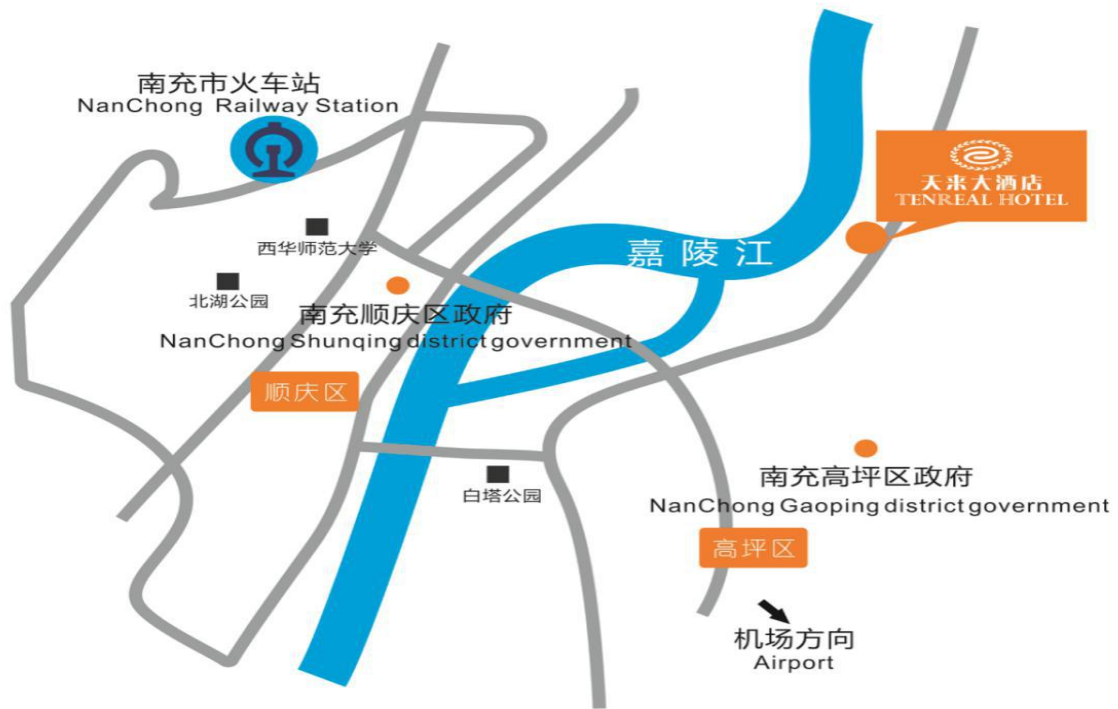 南充市火车站
NanChong Railway Station
天来大酒店
TENREAL HOTEL
西华师范大学
嘉陵江
北湖公园
南充顺庆区政府
NanChong Shunqing district government
顺庆区
白塔公园
南充高坪区政府
NanChong Gaoping district government
高坪区
机场方向
Airport